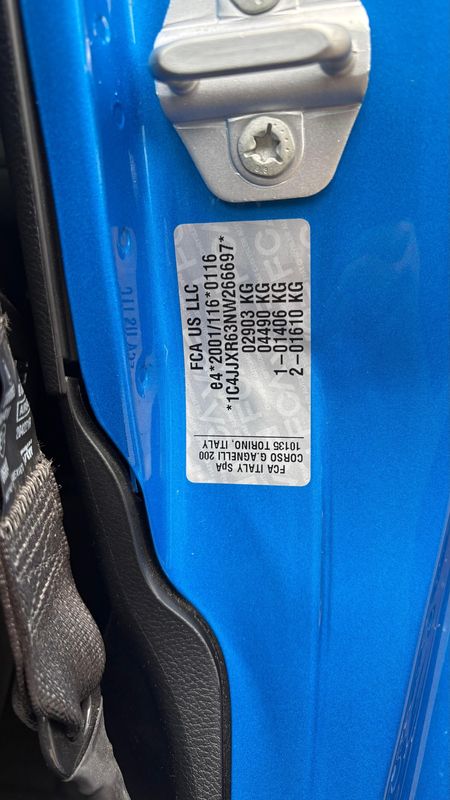 FCA US LLC
e4*2001/116*0116
*1C4JJXR63NW266697*
02903 KG
04490 KG
1-01406 KG
2-01610 KG
FCA ITALY SpA
CORSO G.AGNELLI 200
10135 TORINO, ITALY